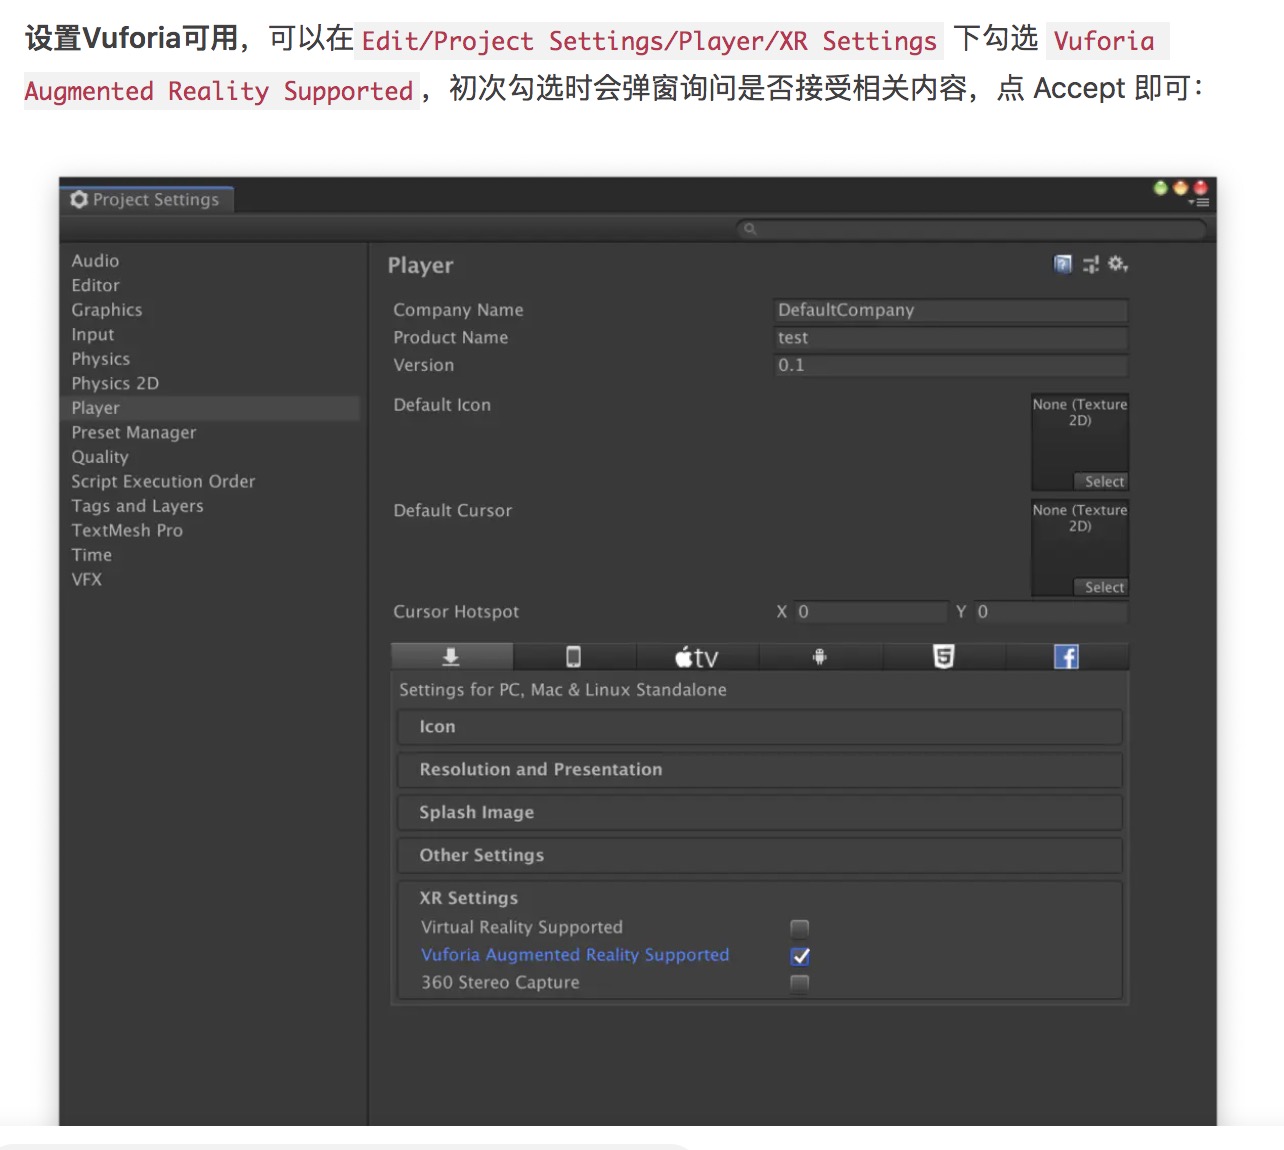 设置Vuforia可用，可以在 Edit/Project Settings/Player/XR Settings 下勾选 Vuforia
Augmented Reality Supported，初次勾选时会弹窗询问是否接受相关内容，点 Accept 即可：
Project Settings
Audio
Editor
Graphics
Input
Physics
Physics 2D
Player
Preset Manager
Quality
Script Execution Order
Tags and Layers
TextMesh Pro
Time
VFX
Player
Company Name DefaultCompany
Product Name test
Version 0.1
Default Icon
None (Texture
2D)
Select
Default Cursor
None (Texture
2D)
Select
Cursor Hotspot X 0 Y 0
tv
Settings for PC, Mac & Linux Standalone
Icon
Resolution and Presentation
Splash Image
Other Settings
XR Settings
Virtual Reality Supported
Vuforia Augmented Reality Supported
360 Stereo Capture